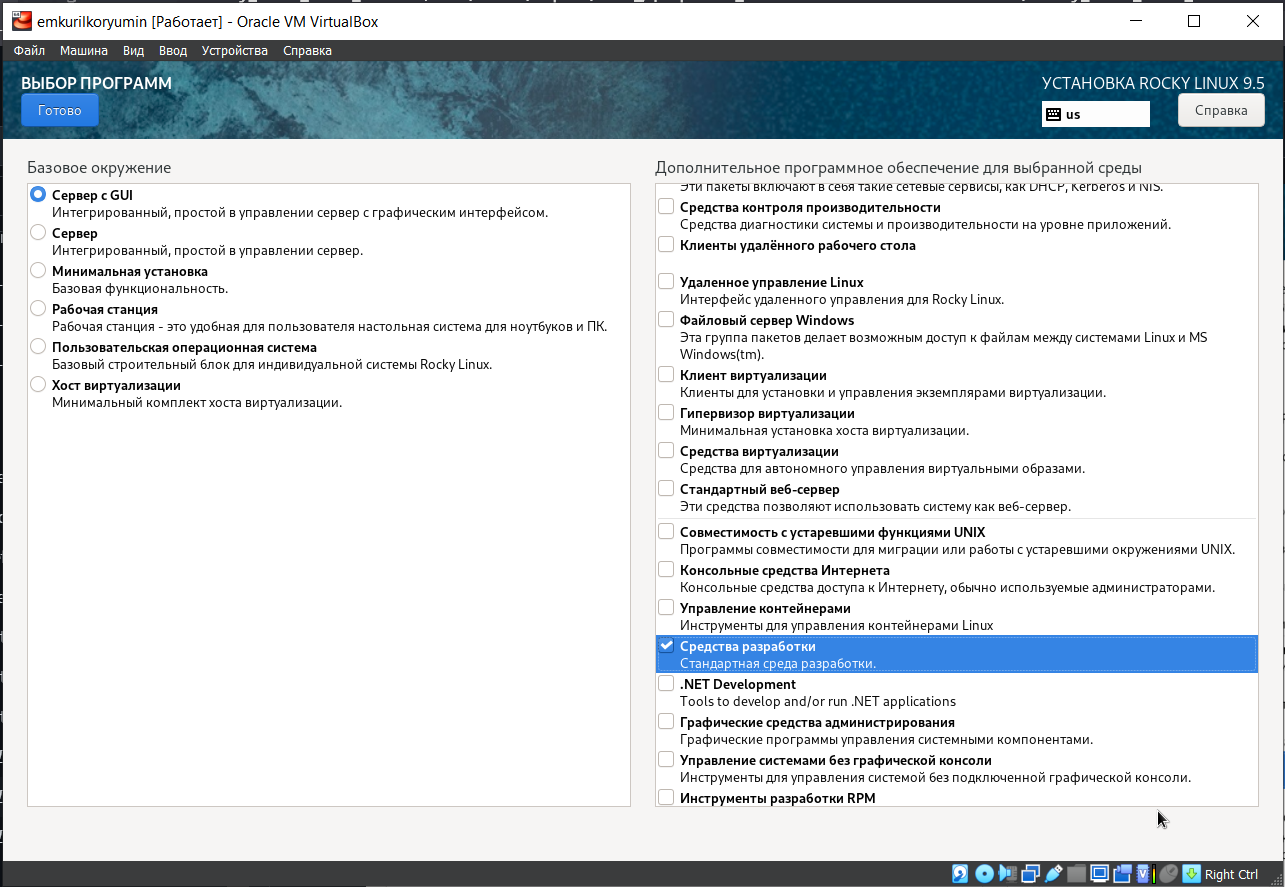 emkurilkoryumin [Работает] - Oracle VM VirtualBox
Файл Машина Вид Ввод Устройства Справка
ВЫБОР ПРОГРАММ
УСТАНОВКА ROCKY LINUX 9.5
Готово
us
Справка
Базовое окружение
Сервер с GUI
Интегрированный, простой в управлении сервер с графическим интерфейсом.
Сервер
Интегрированный, простой в управлении сервер.
Минимальная установка
Базовая функциональность.
Рабочая станция
Рабочая станция - это удобная для пользователя настольная система для ноутбуков и ПК.
Пользовательская операционная система
Базовый строительный блок для индивидуальной системы Rocky Linux.
Хост виртуализации
Минимальный комплект хоста виртуализации.
Дополнительное программное обеспечение для выбранной среды
Эти пакеты включают в себя такие сетевые сервисы, как DHCP, Kerberos и NIS.
Средства контроля производительности
Средства диагностики системы и производительности на уровне приложений.
Клиенты удалённого рабочего стола
Удаленное управление Linux
Интерфейс удаленного управления для Rocky Linux.
Файловый сервер Windows
Эта группа пакетов делает возможным доступ к файлам между системами Linux и MS
Windows(tm).
Клиент виртуализации
Клиенты для установки и управления экземплярами виртуализации.
Гипервизор виртуализации
Минимальная установка хоста виртуализации.
Средства виртуализации
Средства для автономного управления виртуальными образами.
Стандартный веб-сервер
Эти средства позволяют использовать систему как веб-сервер.
Совместимость с устаревшими функциями UNIX
Программы совместимости для миграции или работы с устаревшими окружениями UNIX.
Консольные средства Интернета
Консольные средства доступа к Интернету, обычно используемые администраторами.
Управление контейнерами
Инструменты для управления контейнерами Linux
Средства разработки
Стандартная среда разработки.
.NET Development
Tools to develop and/or run .NET applications
Графические средства администрирования
Графические программы управления системными компонентами.
Управление системами без графической консоли
Инструменты для управления системой без подключенной графической консоли.
Инструменты разработки RPM
Right Ctrl